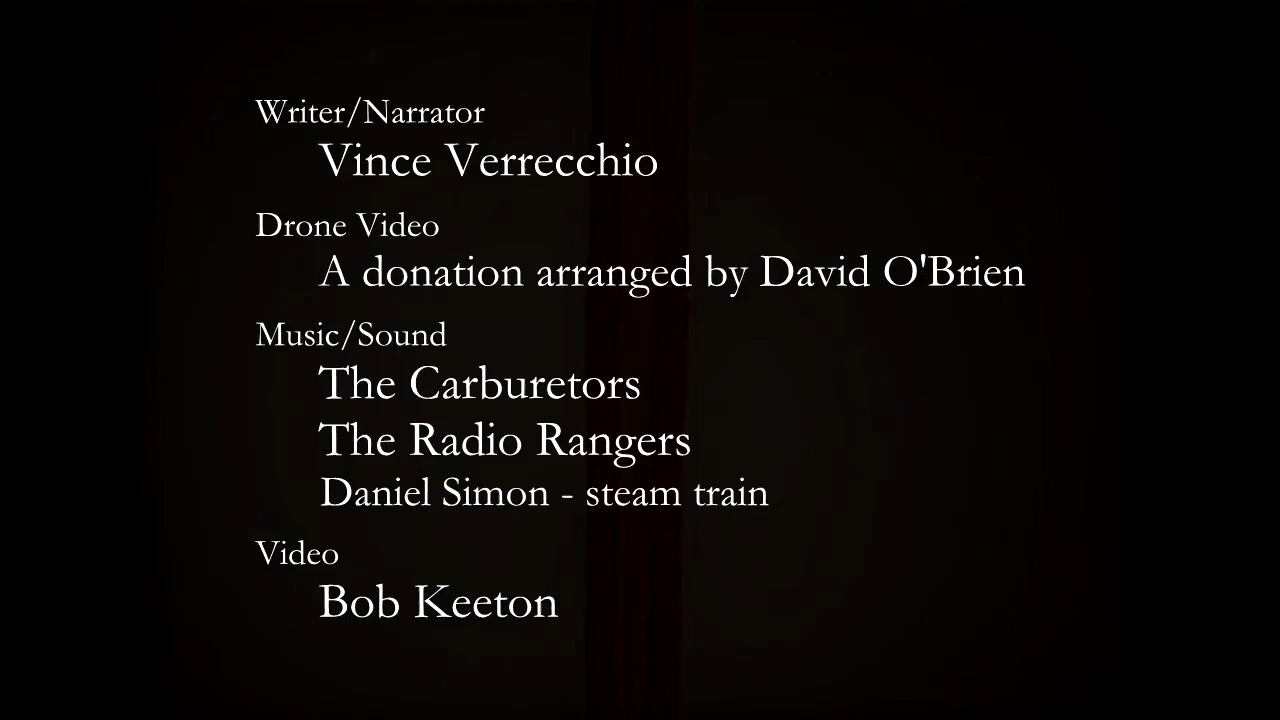 Writer/Narrator
Vince Verrecchio
Drone Video
A donation arranged by David O'Brien
Music/Sound
The Carburetors
The Radio Rangers
Daniel Simon - steam train
Video
Bob Keeton